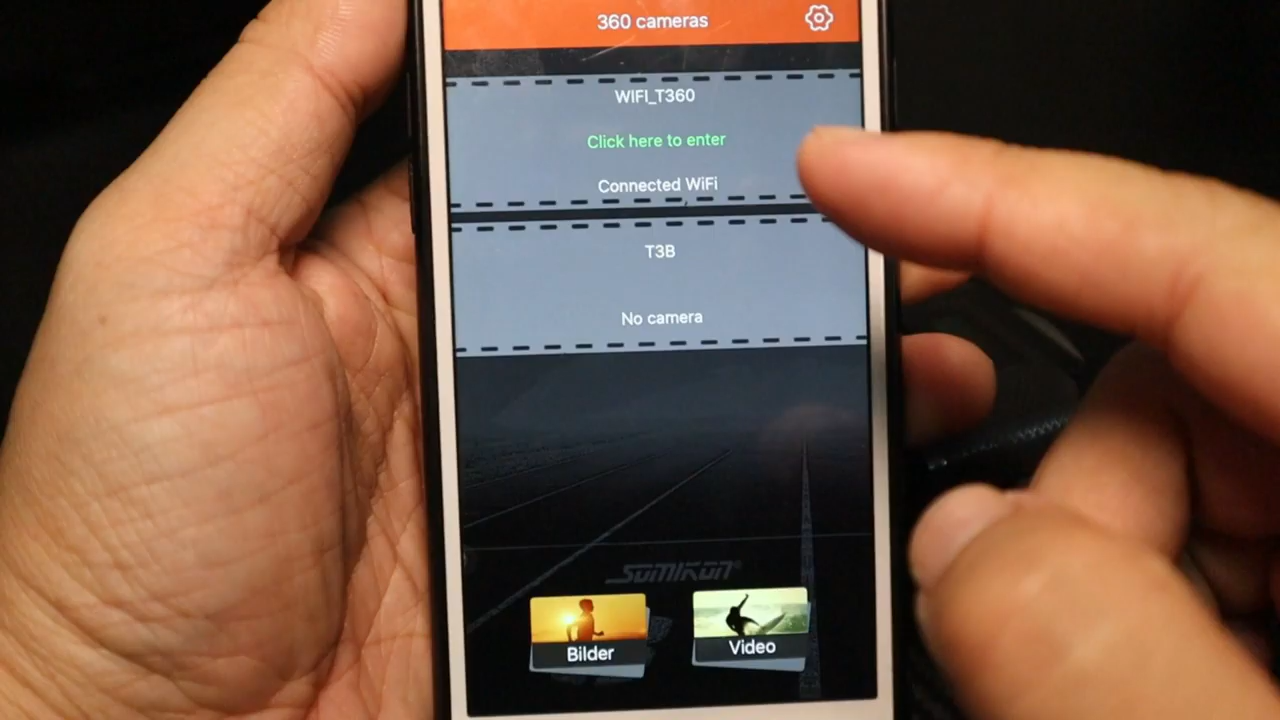 360 cameras
WIFI_T360
Click here to enter
Connected WiFi
T3B
No camera
SOMIKON®
Bilder
Video